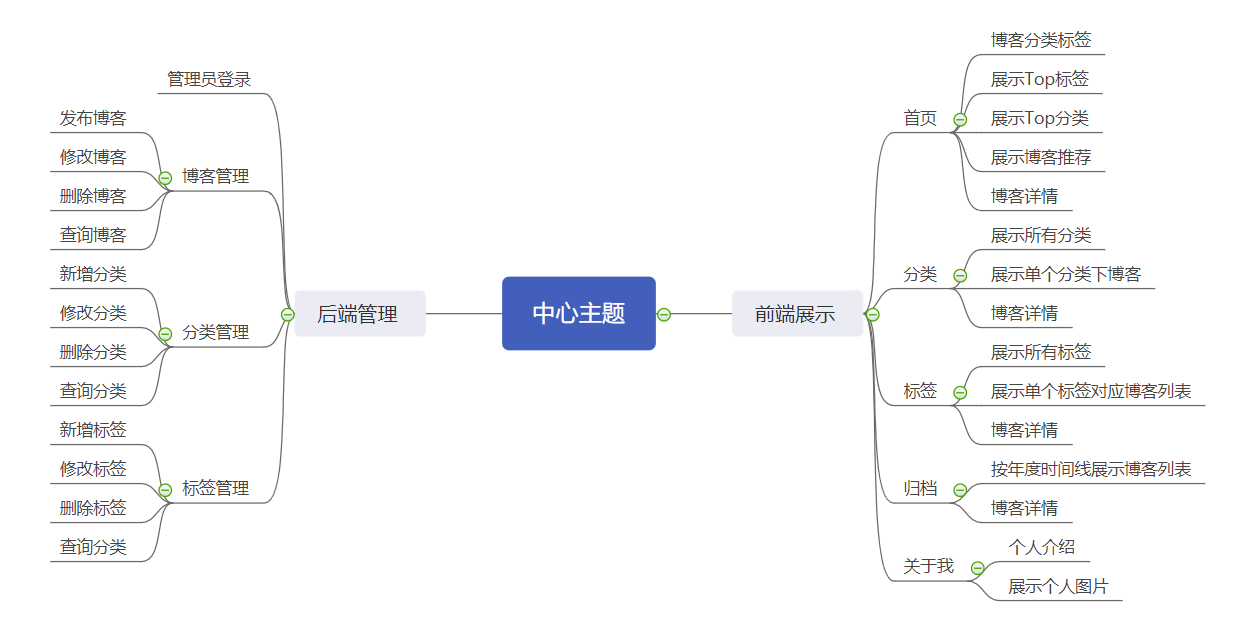 中心主题
后端管理
管理员登录
博客管理
发布博客
修改博客
删除博客
查询博客
分类管理
新增分类
修改分类
删除分类
查询分类
标签管理
新增标签
修改标签
删除标签
查询分类
前端展示
首页
博客分类标签
展示Top标签
展示Top分类
展示博客推荐
博客详情
分类
展示所有分类
展示单个分类下博客
博客详情
标签
展示所有标签
展示单个标签对应博客列表
博客详情
归档
按年度时间线展示博客列表
博客详情
关于我
个人介绍
展示个人图片